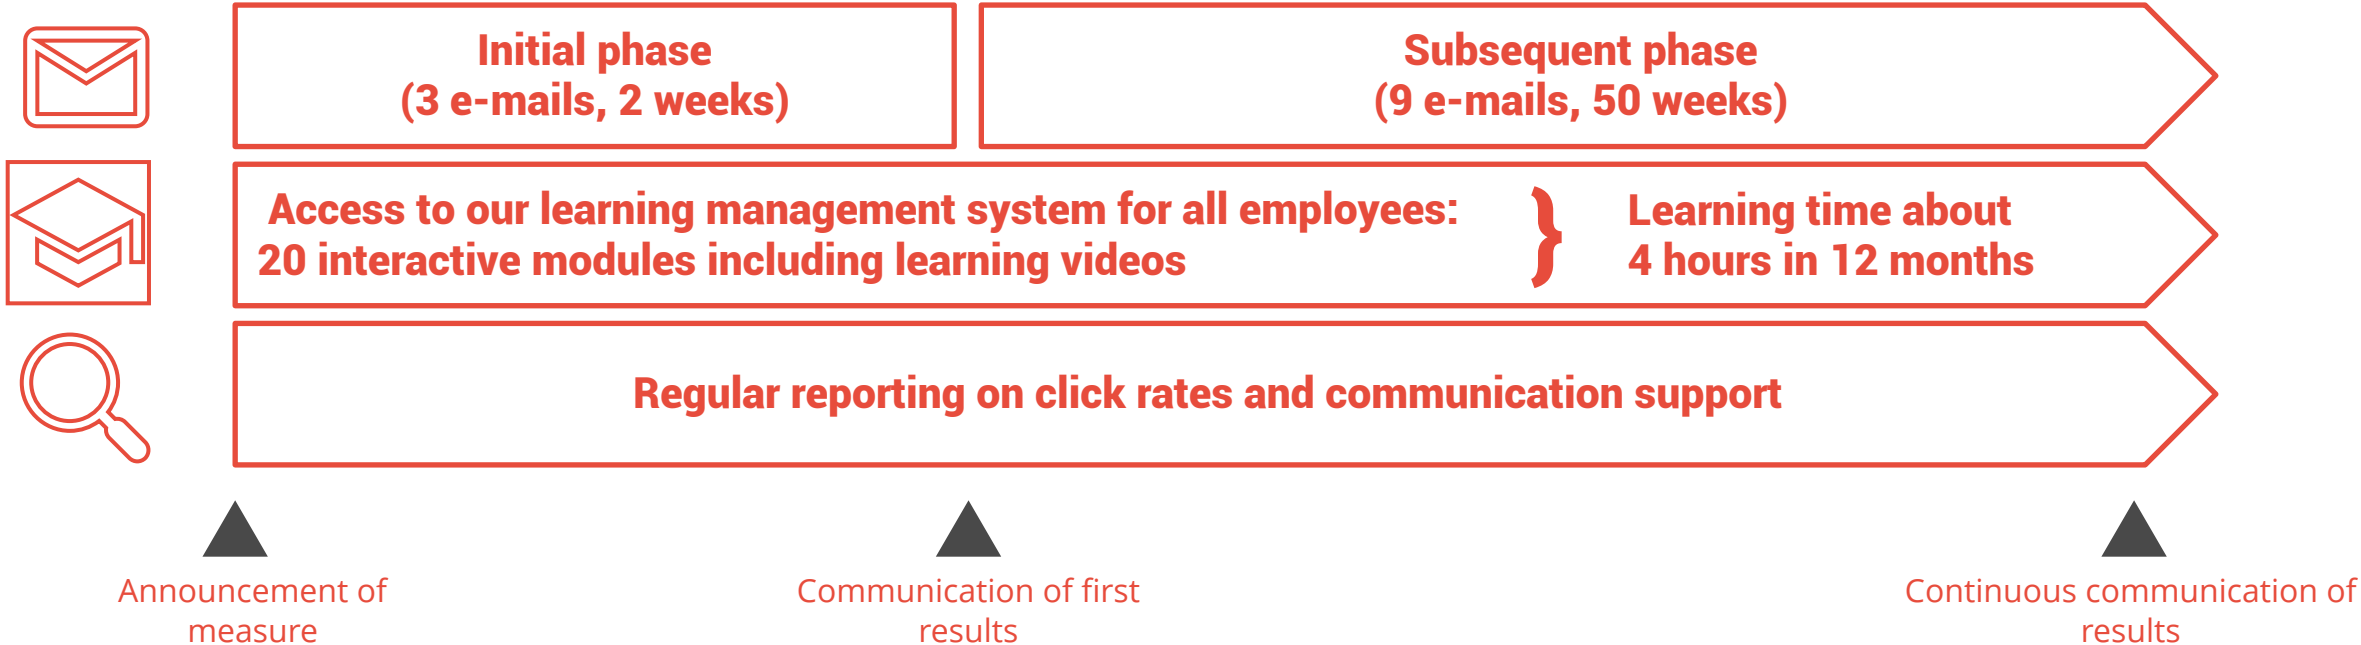 Initial phase
(3 e-mails, 2 weeks)
Subsequent phase
(9 e-mails, 50 weeks)
Access to our learning management system for all employees:
20 interactive modules including learning videos
}
Learning time about
4 hours in 12 months
Regular reporting on click rates and communication support
Announcement of
measure
Communication of first
results
Continuous communication of
results